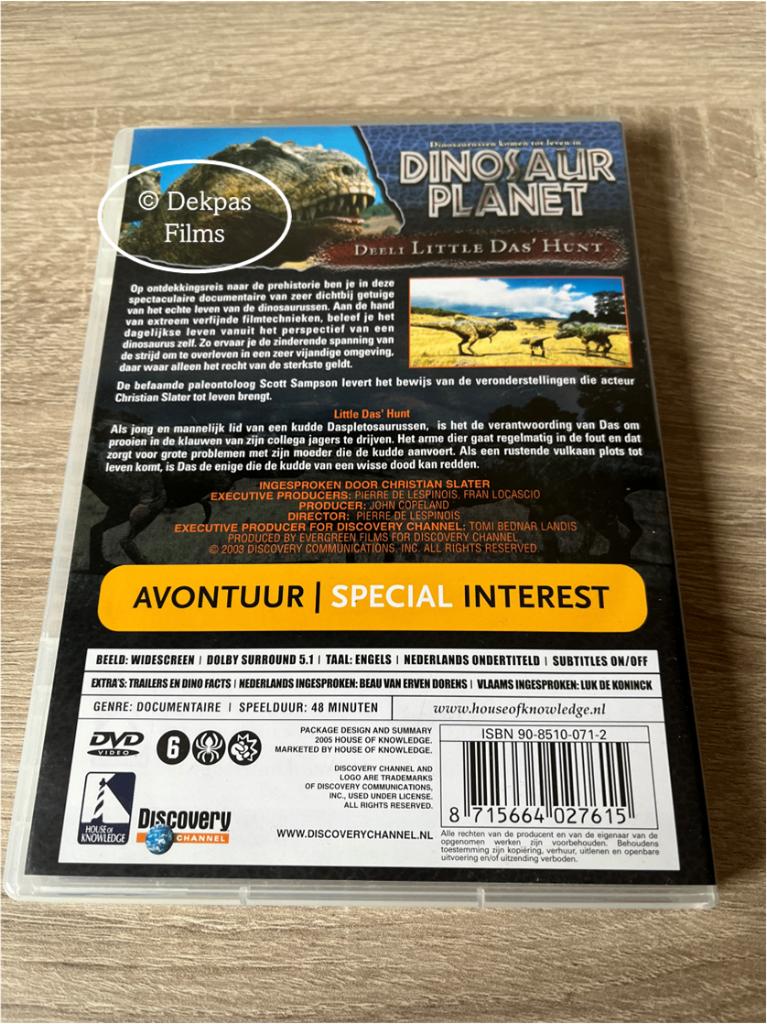 © Dekpas
Films
Dinosaurussen komen tot leven in
DINOSAUR
PLANET
DEEL1 LITTLE DAS' HUNT
Op ontdekkingsreis naar de prehistorie ben je in deze
spectaculaire documentaire van zeer dichtbij getuige
van het echte leven van de dinosaurussen. Aan de hand
van extreem verfijnde filmtechnieken, beleef je het
dagelijkse leven vanuit het perspectief van een
dinosaurus zelf. Zo ervaar je de zinderende spanning van
de strijd om te overleven in een zeer vijandige omgeving,
daar waar alleen het recht van de sterkste geldt.
De befaamde paleontoloog Scott Sampson levert het bewijs van de veronderstellingen die acteur
Christian Slater tot leven brengt.
Little Das' Hunt
Als jong en mannelijk lid van een kudde Daspletosaurussen, is het de verantwoording van Das om
prooien in de klauwen van zijn collega jagers te drijven. Het arme dier gaat regelmatig in de fout en dat
zorgt voor grote problemen met zijn moeder die de kudde aanvoert. Als een rustende vulkaan plots tot
leven komt, is Das de enige die de kudde van een wisse dood kan redden.
INGESPROKEN DOOR CHRISTIAN SLATER
EXECUTIVE PRODUCERS: PIERRE DE LESPINOIS, FRAN LOCASCIO
PRODUCER: JOHN COPELAND
DIRECTOR: PIERRE DE LESPINOIS
EXECUTIVE PRODUCER FOR DISCOVERY CHANNEL: TOMI BEDNAR LANDIS
PRODUCED BY EVERGREEN FILMS FOR DISCOVERY CHANNEL
© 2003 DISCOVERY COMMUNICATIONS, INC. ALL RIGHTS RESERVED.
AVONTUUR | SPECIAL INTEREST
BEELD: WIDESCREEN | DOLBY SURROUND 5.1 | TAAL: ENGELS | NEDERLANDS ONDERTITELD | SUBTITLES ON/OFF
EXTRA'S: TRAILERS EN DINO FACTS | NEDERLANDS INGESPROKEN: BEAU VAN ERVEN DORENS | VLAAMS INGESPROKEN: LUK DE KONINCK
GENRE: DOCUMENTAIRE | SPEELDUUR: 48 MINUTEN
www.houseofknowledge.nl
DVD
VIDEO
6
PACKAGE DESIGN AND SUMMARY
2005 HOUSE OF KNOWLEDGE.
MARKETED BY HOUSE OF KNOWLEDGE.
DISCOVERY CHANNEL AND
LOGO ARE TRADEMARKS
OF DISCOVERY COMMUNICATIONS,
INC., USED UNDER LICENSE.
ALL RIGHTS RESERVED.
WWW.DISCOVERYCHANNEL.NL
HOUSE OF
KNOWLEDGE
Discovery
CHANNEL
ISBN 90-8510-071-2
8 715664 027615
Alle rechten van de producent en van de eigenaar van de
opgenomen werken zijn voorbehouden. Behoudens
toestemming zijn kopiëring, verhuur, uitlenen en openbare
uitvoering en/of uitzending verboden.